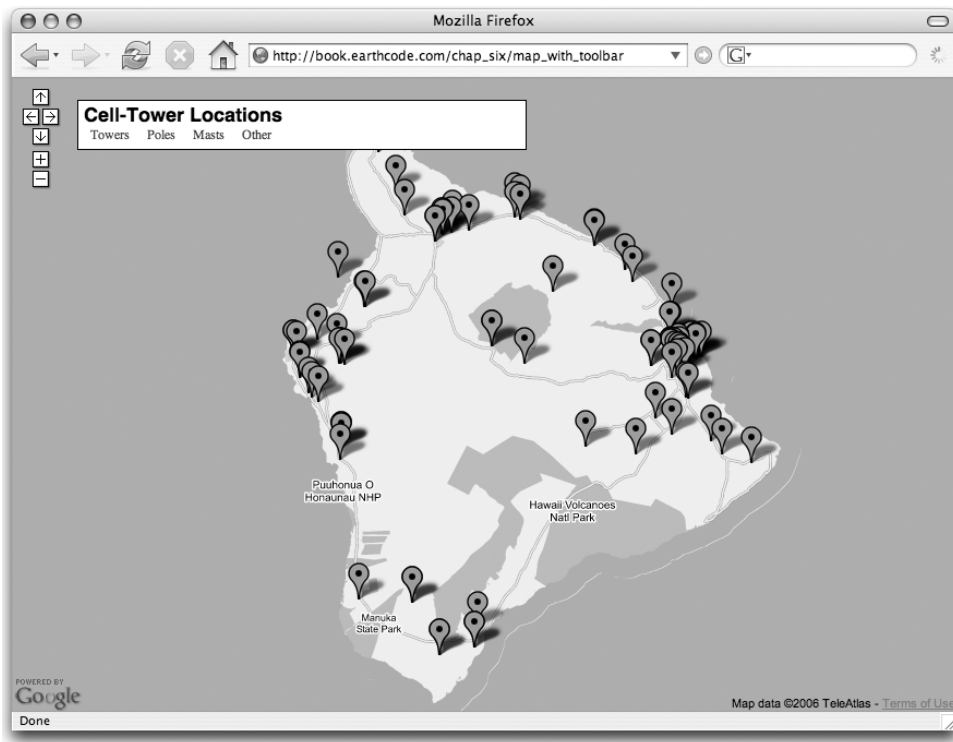 Mozilla Firefox
http://book.earthcode.com/chap_six/map_with_toolbar
G
Cell-Tower Locations
Towers Poles Masts Other
Puuhonua O
Honaunau NHP
Hawaii Volcanoes
Natl Park
Manuka
State Park
POWERED BY
Google
Map data ©2006 TeleAtlas - Terms of Use
Done